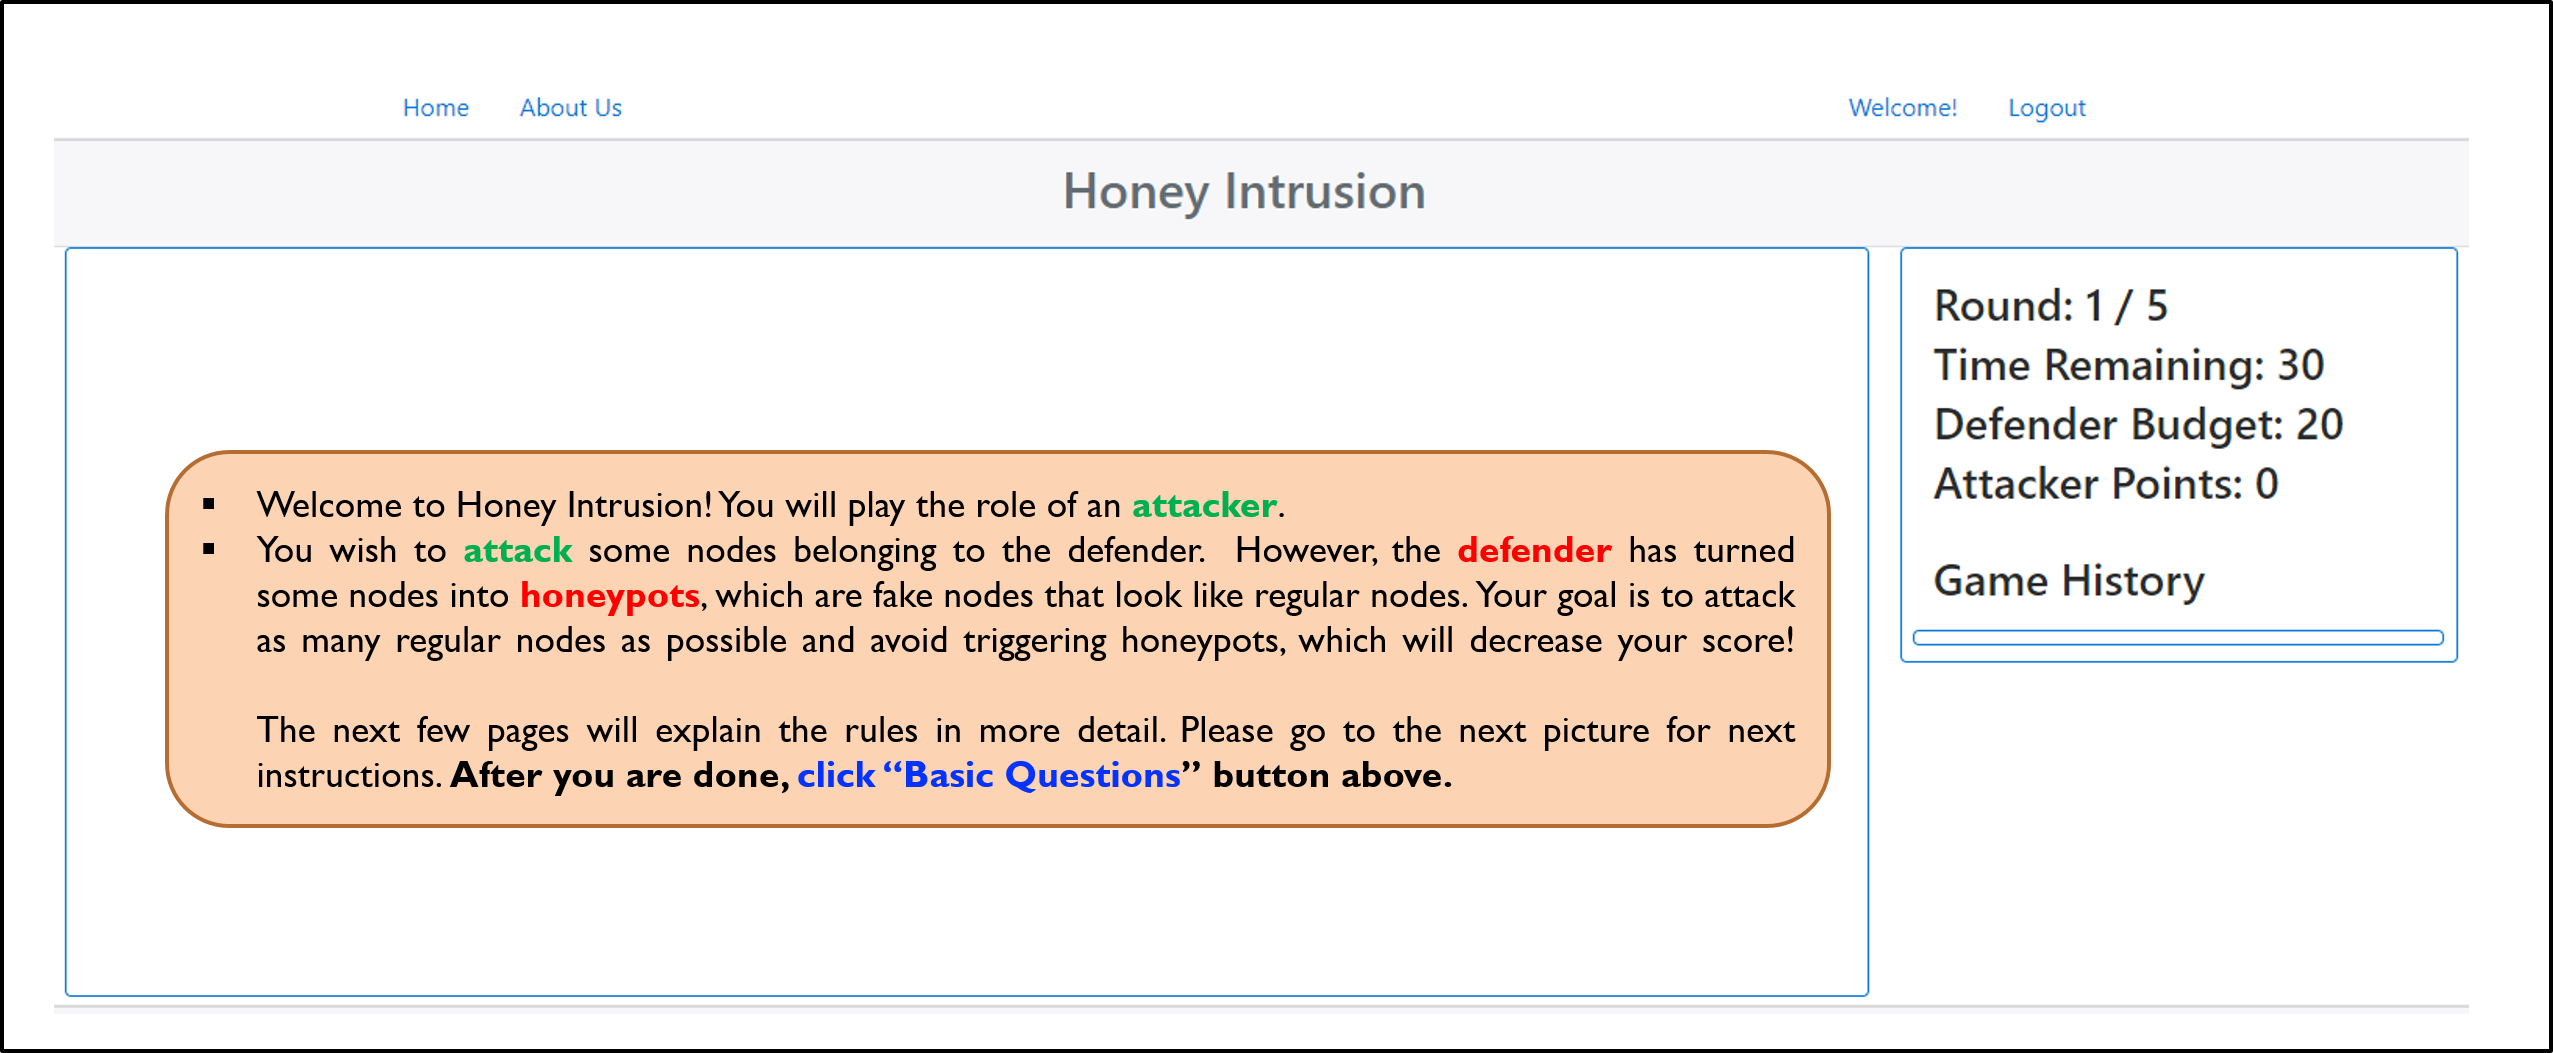 Home About Us Welcome! Logout
Honey Intrusion
▪ Welcome to Honey Intrusion! You will play the role of an attacker.
▪ You wish to attack some nodes belonging to the defender. However, the defender has turned
some nodes into honeypots, which are fake nodes that look like regular nodes. Your goal is to attack
as many regular nodes as possible and avoid triggering honeypots, which will decrease your score!
The next few pages will explain the rules in more detail. Please go to the next picture for next
instructions. After you are done, click “Basic Questions” button above.
Round: 1 / 5
Time Remaining: 30
Defender Budget: 20
Attacker Points: 0
Game History